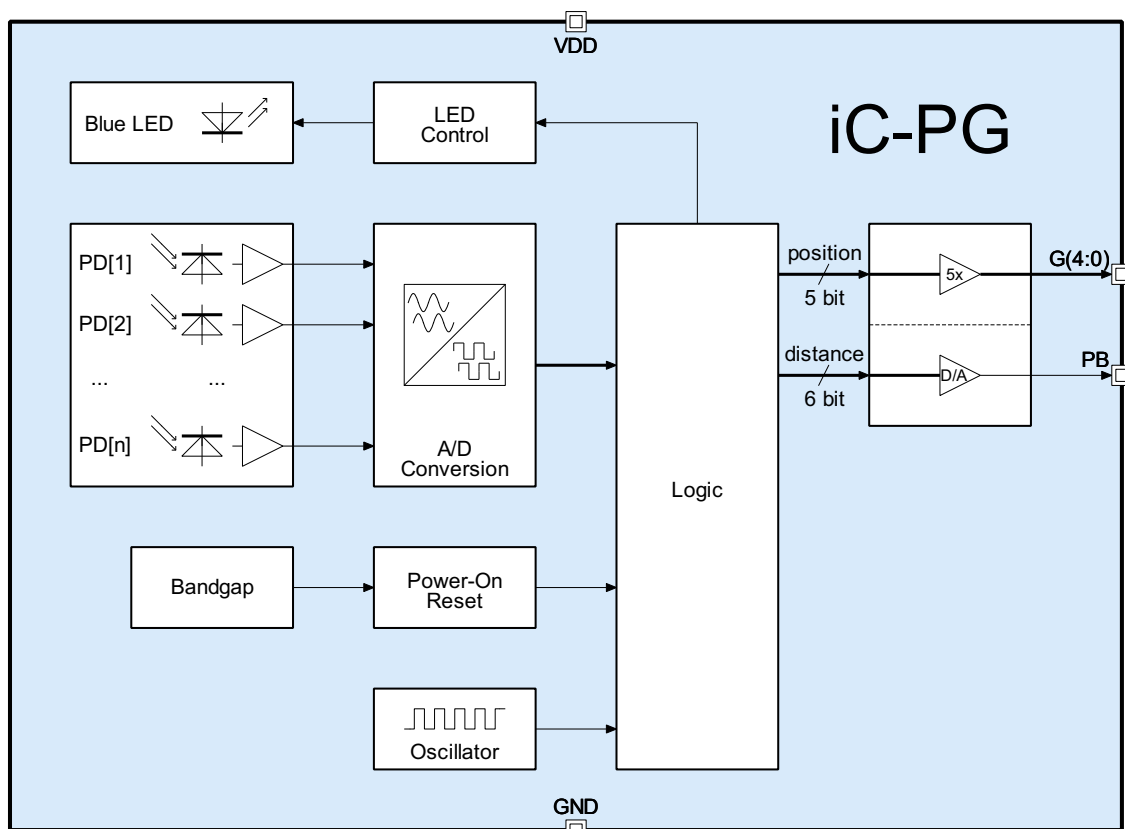 VDD
iC-PG
Blue LED
LED
Control
PD[1]
PD[2]
... ...
PD[n]
A/D
Conversion
Logic
position
5 bit
distance
6 bit
5x
D/A
G(4:0)
PB
Bandgap
Power-On
Reset
Oscillator
GND